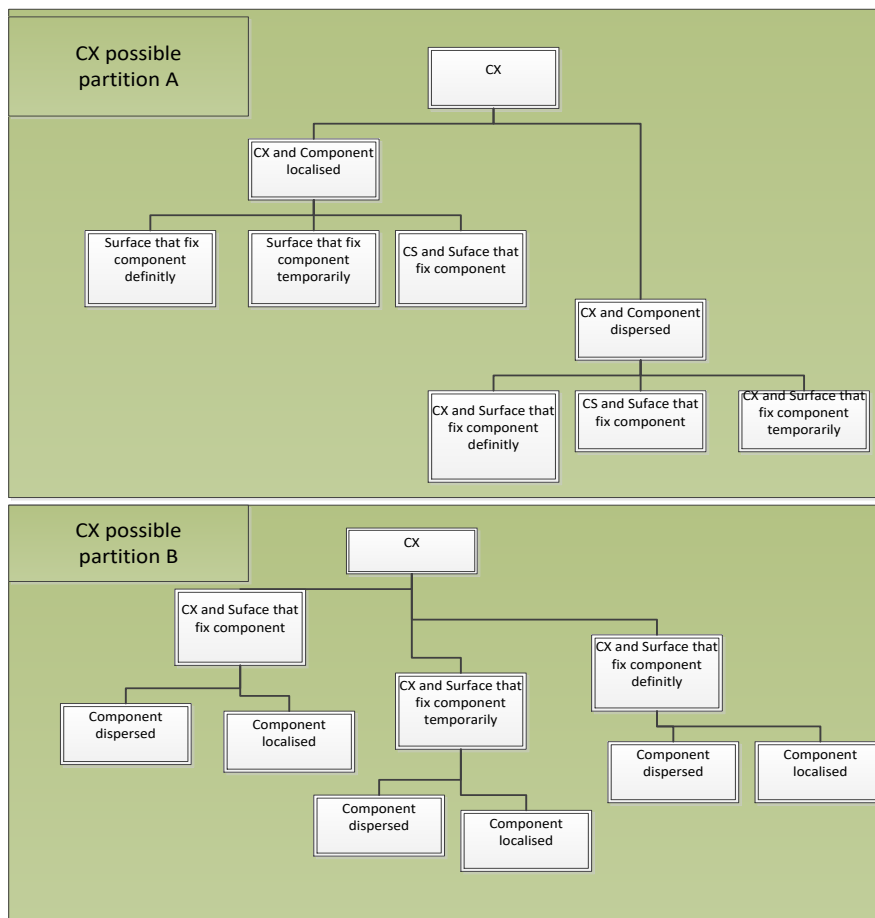 CX possible
partition A
CX
CX and Component
localised
Surface that fix
component
definitly
Surface that fix
component
temporarily
CS and Suface that
fix component
CX and Component
dispersed
CX and Surface that
fix component
definitly
CS and Suface that
fix component
CX and Surface that
fix component
temporarily
CX possible
partition B
CX
CX and Suface that
fix component
CX and Surface that
fix component
temporarily
CX and Surface that
fix component
definitly
Component
dispersed
Component
localised
Component
dispersed
Component
localised
Component
dispersed
Component
localised